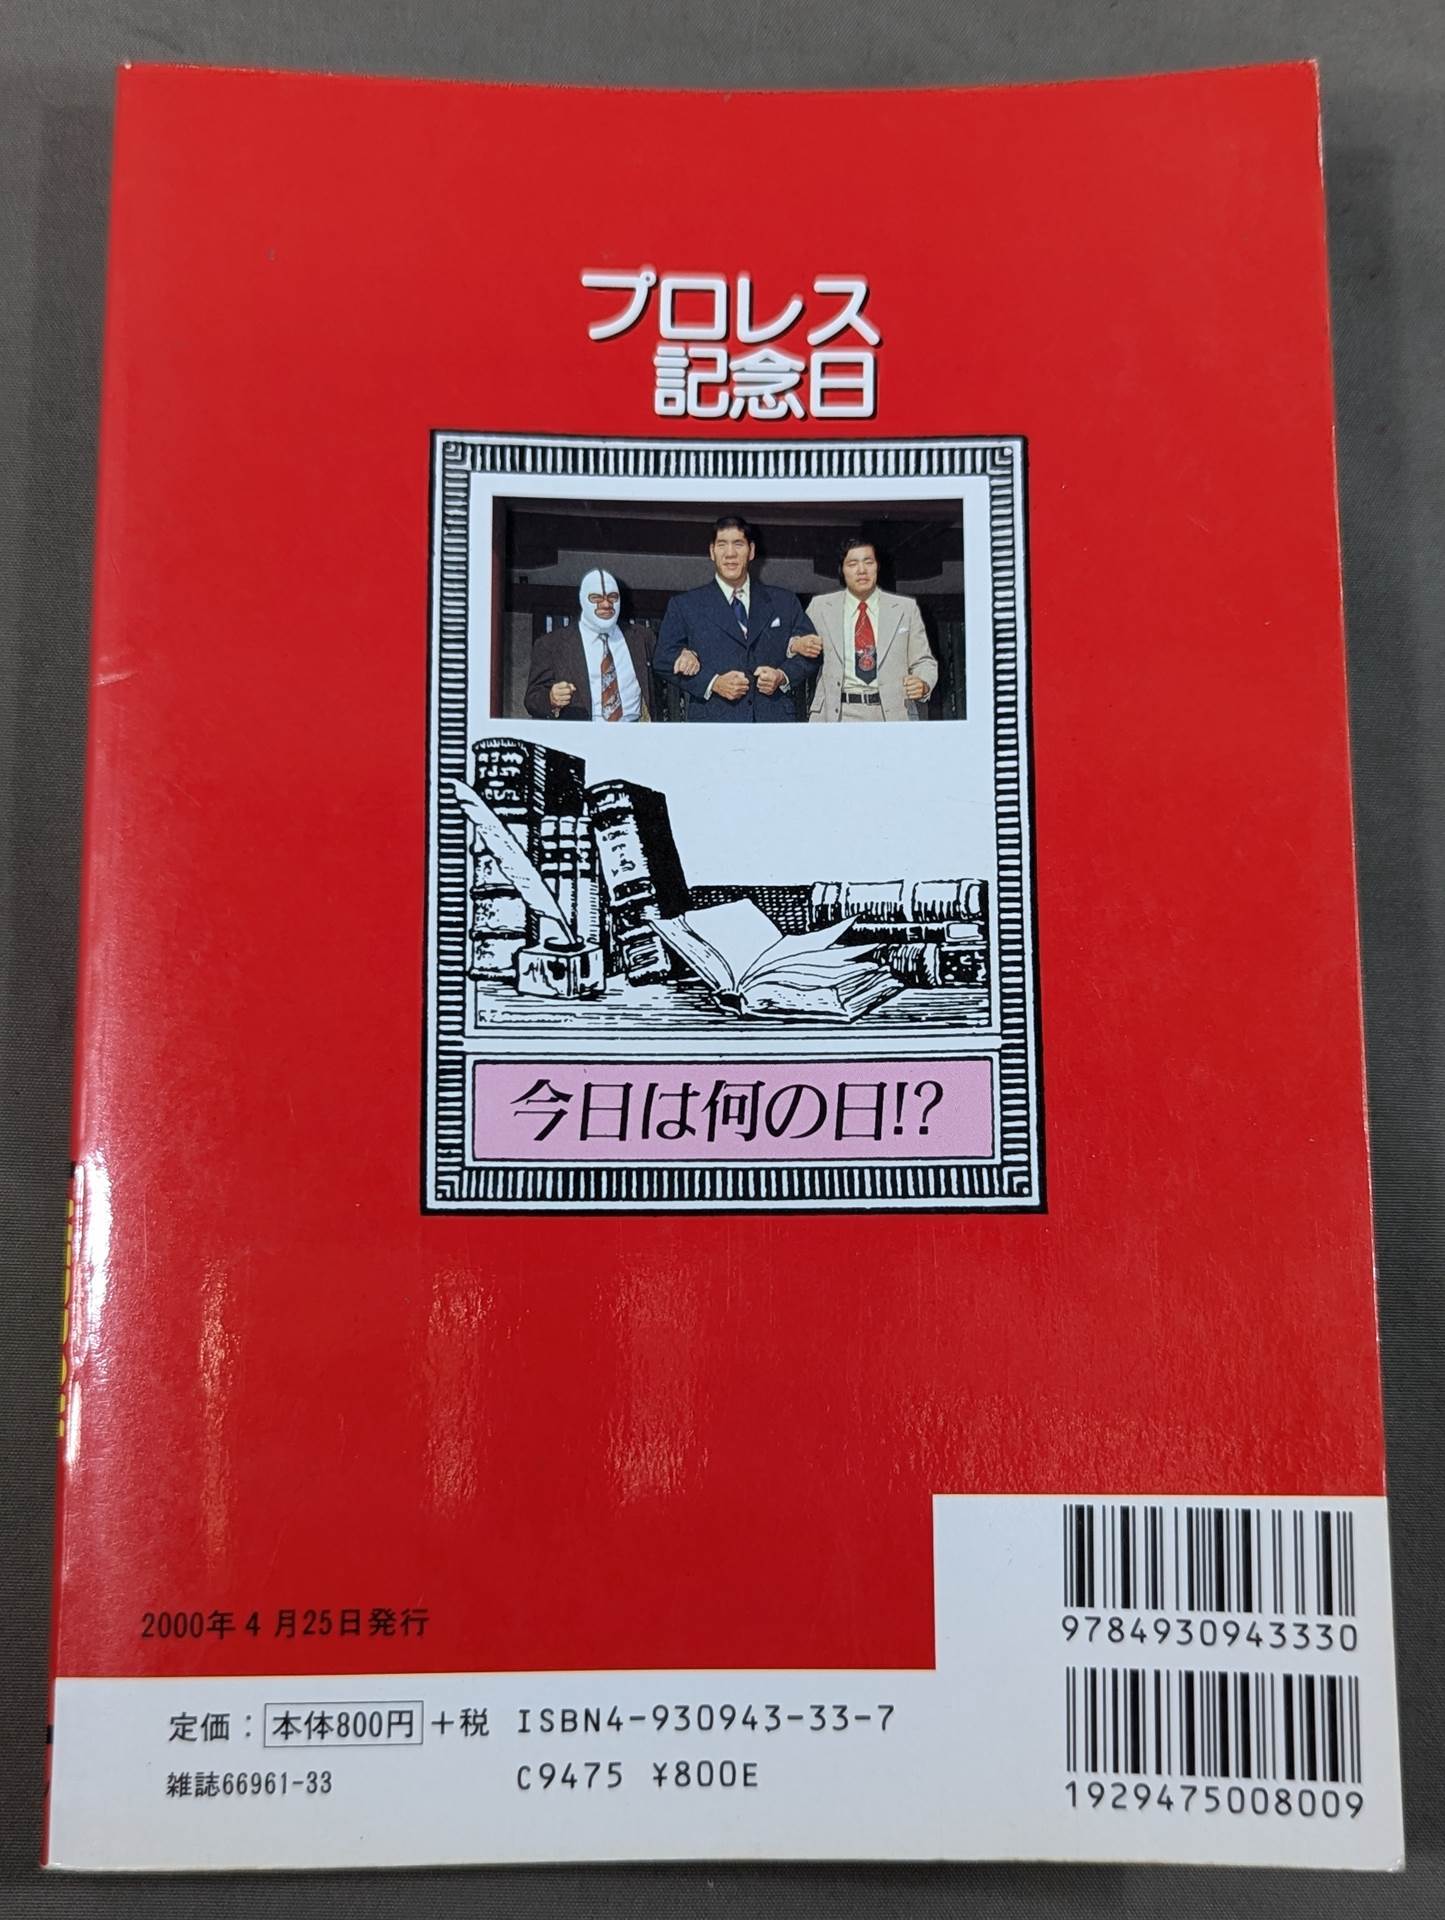 プロレス
記念日
今日は何の日!?
2000年4月25日発行
定価:本体800円+税
雑誌66961-33
ISBN4-930943-33-7
C9475 ¥800E
9784930943330
1929475008009